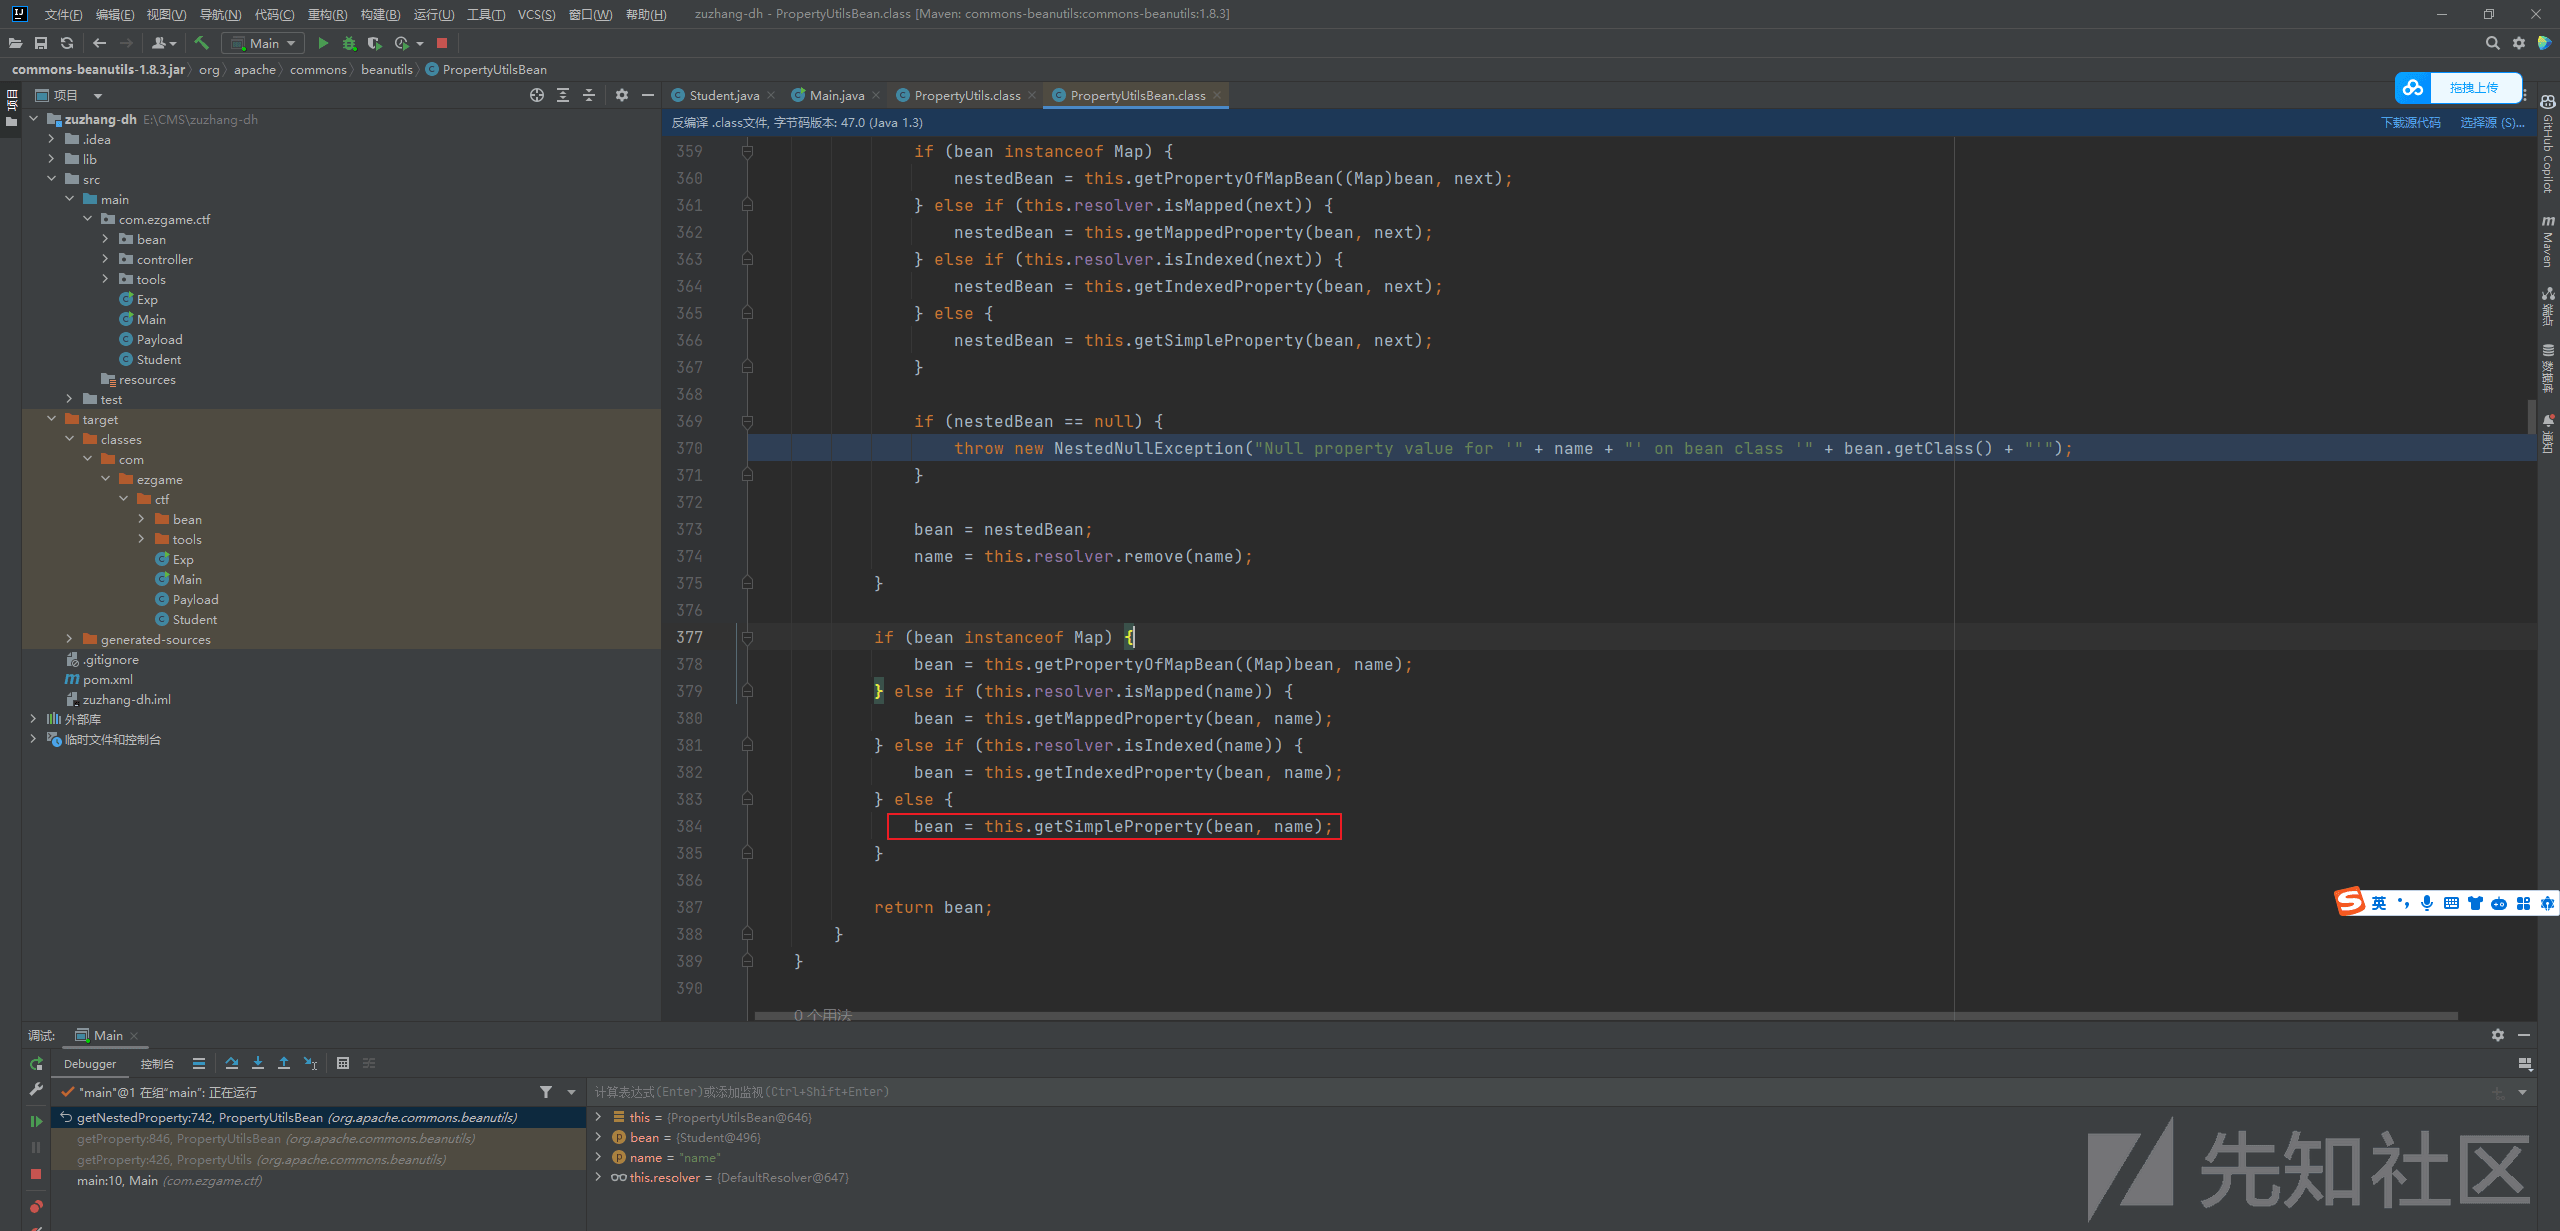 文件(F) 编辑(E) 视图(V) 导航(N) 代码(C) 重构(R) 构建(B) 运行(U) 工具(T) VCS(S) 窗口(W) 帮助(H) zuzhang-dh - PropertyUtilsBean.class [Maven: commons-beanutils:commons-beanutils:1.8.3]
Main
commons-beanutils-1.8.3.jar org apache commons beanutils PropertyUtilsBean
项目
项目
zuzhang-dh E:\CMS\zuzhang-dh
.idea
lib
src
main
com.ezgame.ctf
bean
controller
tools
Exp
Main
Payload
Student
resources
test
target
classes
com
ezgame
ctf
bean
tools
Exp
Main
Payload
Student
generated-sources
.gitignore
pom.xml
zuzhang-dh.iml
外部库
临时文件和控制台
Student.java Main.java PropertyUtils.class PropertyUtilsBean.class
拖拽上传
反编译 .class文件, 字节码版本: 47.0 (Java 1.3) 下载源代码 选择源 (S)...
359 if (bean instanceof Map) {
360 nestedBean = this.getPropertyOfMapBean((Map)bean, next);
361 } else if (this.resolver.isMapped(next)) {
362 nestedBean = this.getMappedProperty(bean, next);
363 } else if (this.resolver.isIndexed(next)) {
364 nestedBean = this.getIndexedProperty(bean, next);
365 } else {
366 nestedBean = this.getSimpleProperty(bean, next);
367 }
368
369 if (nestedBean == null) {
370 throw new NestedNullException("Null property value for '" + name + "' on bean class '" + bean.getClass() + "'");
371 }
372
373 bean = nestedBean;
374 name = this.resolver.remove(name);
375 }
376
377 if (bean instanceof Map) {
378 bean = this.getPropertyOfMapBean((Map)bean, name);
379 } else if (this.resolver.isMapped(name)) {
380 bean = this.getMappedProperty(bean, name);
381 } else if (this.resolver.isIndexed(name)) {
382 bean = this.getIndexedProperty(bean, name);
383 } else {
384 bean = this.getSimpleProperty(bean, name);
385 }
386
387 return bean;
388 }
389 }
390
0 个用法
GitHub Copilot
Maven
端点
数据库
通知
英
调试: Main
Debugger 控制台
"main"@1 在组"main": 正在运行
getNestedProperty:742, PropertyUtilsBean (org.apache.commons.beanutils)
getProperty:846, PropertyUtilsBean (org.apache.commons.beanutils)
getProperty:426, PropertyUtils (org.apache.commons.beanutils)
main:10, Main (com.ezgame.ctf)
计算表达式(Enter)或添加监视(Ctrl+Shift+Enter)
this = {PropertyUtilsBean@646}
bean = {Student@496}
name = "name"
this.resolver = {DefaultResolver@647}
先知社区